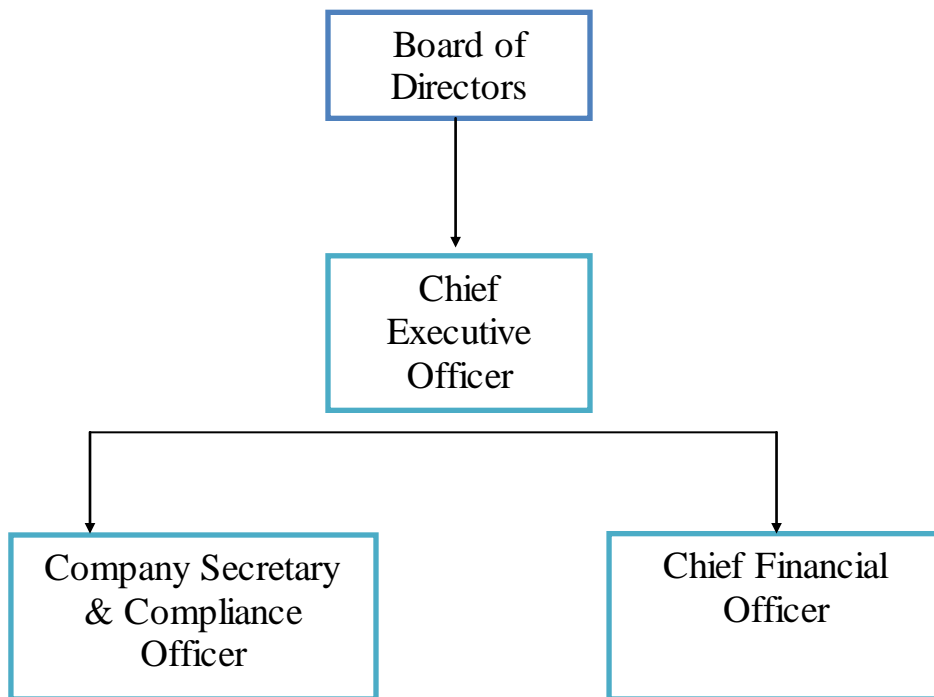 Board of
Directors
Chief
Executive
Officer
Company Secretary
& Compliance
Officer
Chief Financial
Officer